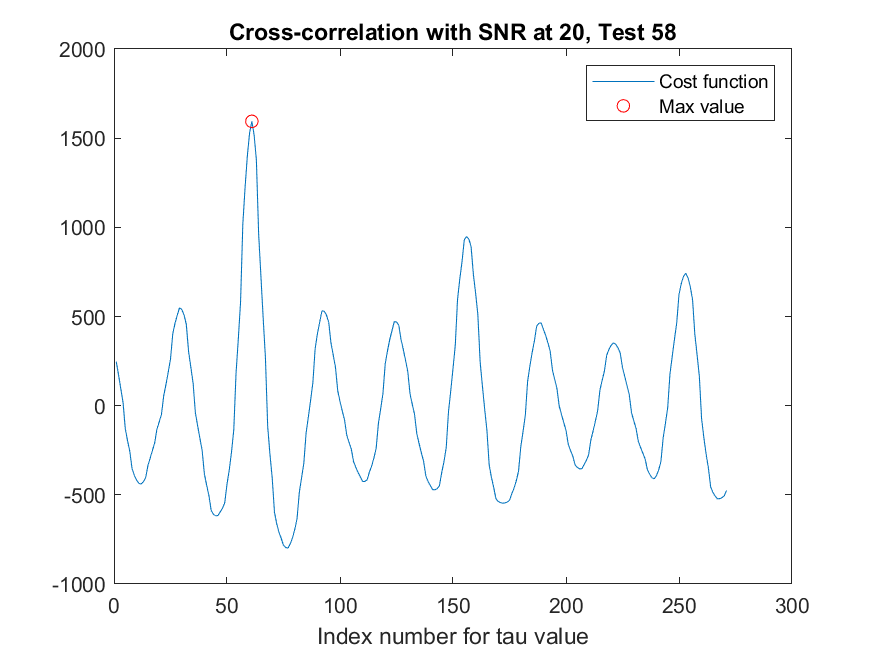 Cross-correlation with SNR at 20, Test 58
2000
1500
1000
500
0
-500
-1000
Cost function
Max value
0 50 100 150 200 250 300
Index number for tau value